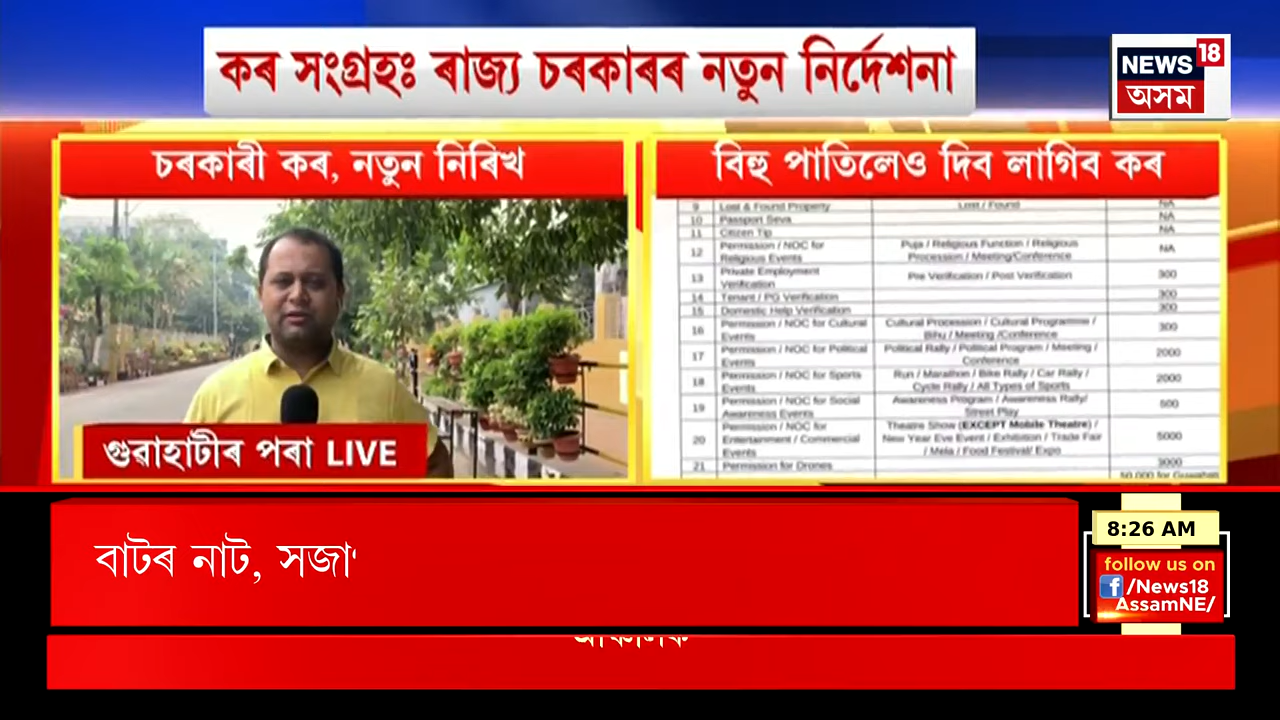 কৰ সংগ্ৰহঃ ৰাজ্য চৰকাৰৰ নতুন নিৰ্দেশনা
NEWS 18
অসম
চৰকাৰী কৰ, নতুন নিৰিখ
বিহু পাতিলেও দিব লাগিব কৰ
9 Lost & Found Property Lost / Found NA
10 Passport Seva NA
11 Citizen Tip NA
12 Permission / NOC for Religious Events Puja / Religious Function / Religious Procession / Meeting/Conference NA
13 Private Employment Verification Pre Verification / Post Verification 300
14 Tenant / PG Verification 300
15 Domestic Help Verification 300
16 Permission / NOC for Cultural Events Cultural Procession / Cultural Programme / Bihu / Meeting /Conference 300
17 Permission / NOC for Political Events Political Rally / Political Program / Meeting / Conference 2000
18 Permission / NOC for Sports Events Run / Marathon / Bike Rally / Car Rally / Cycle Rally / All Types of Sports 2000
19 Permission / NOC for Social Awareness Events Awareness Program / Awareness Rally/ Street Play 500
20 Permission / NOC for Entertainment / Commercial Events Theatre Show (EXCEPT Mobile Theatre) / New Year Eve Event / Exhibition / Trade Fair / Mela / Food Festival/ Expo 5000
21 Permission for Drones 3000
50,000 for Guwahati
গুৱাহাটীৰ পৰা LIVE
বাটৰ নাট,
8:26 AM
follow us on
/News18
AssamNE/